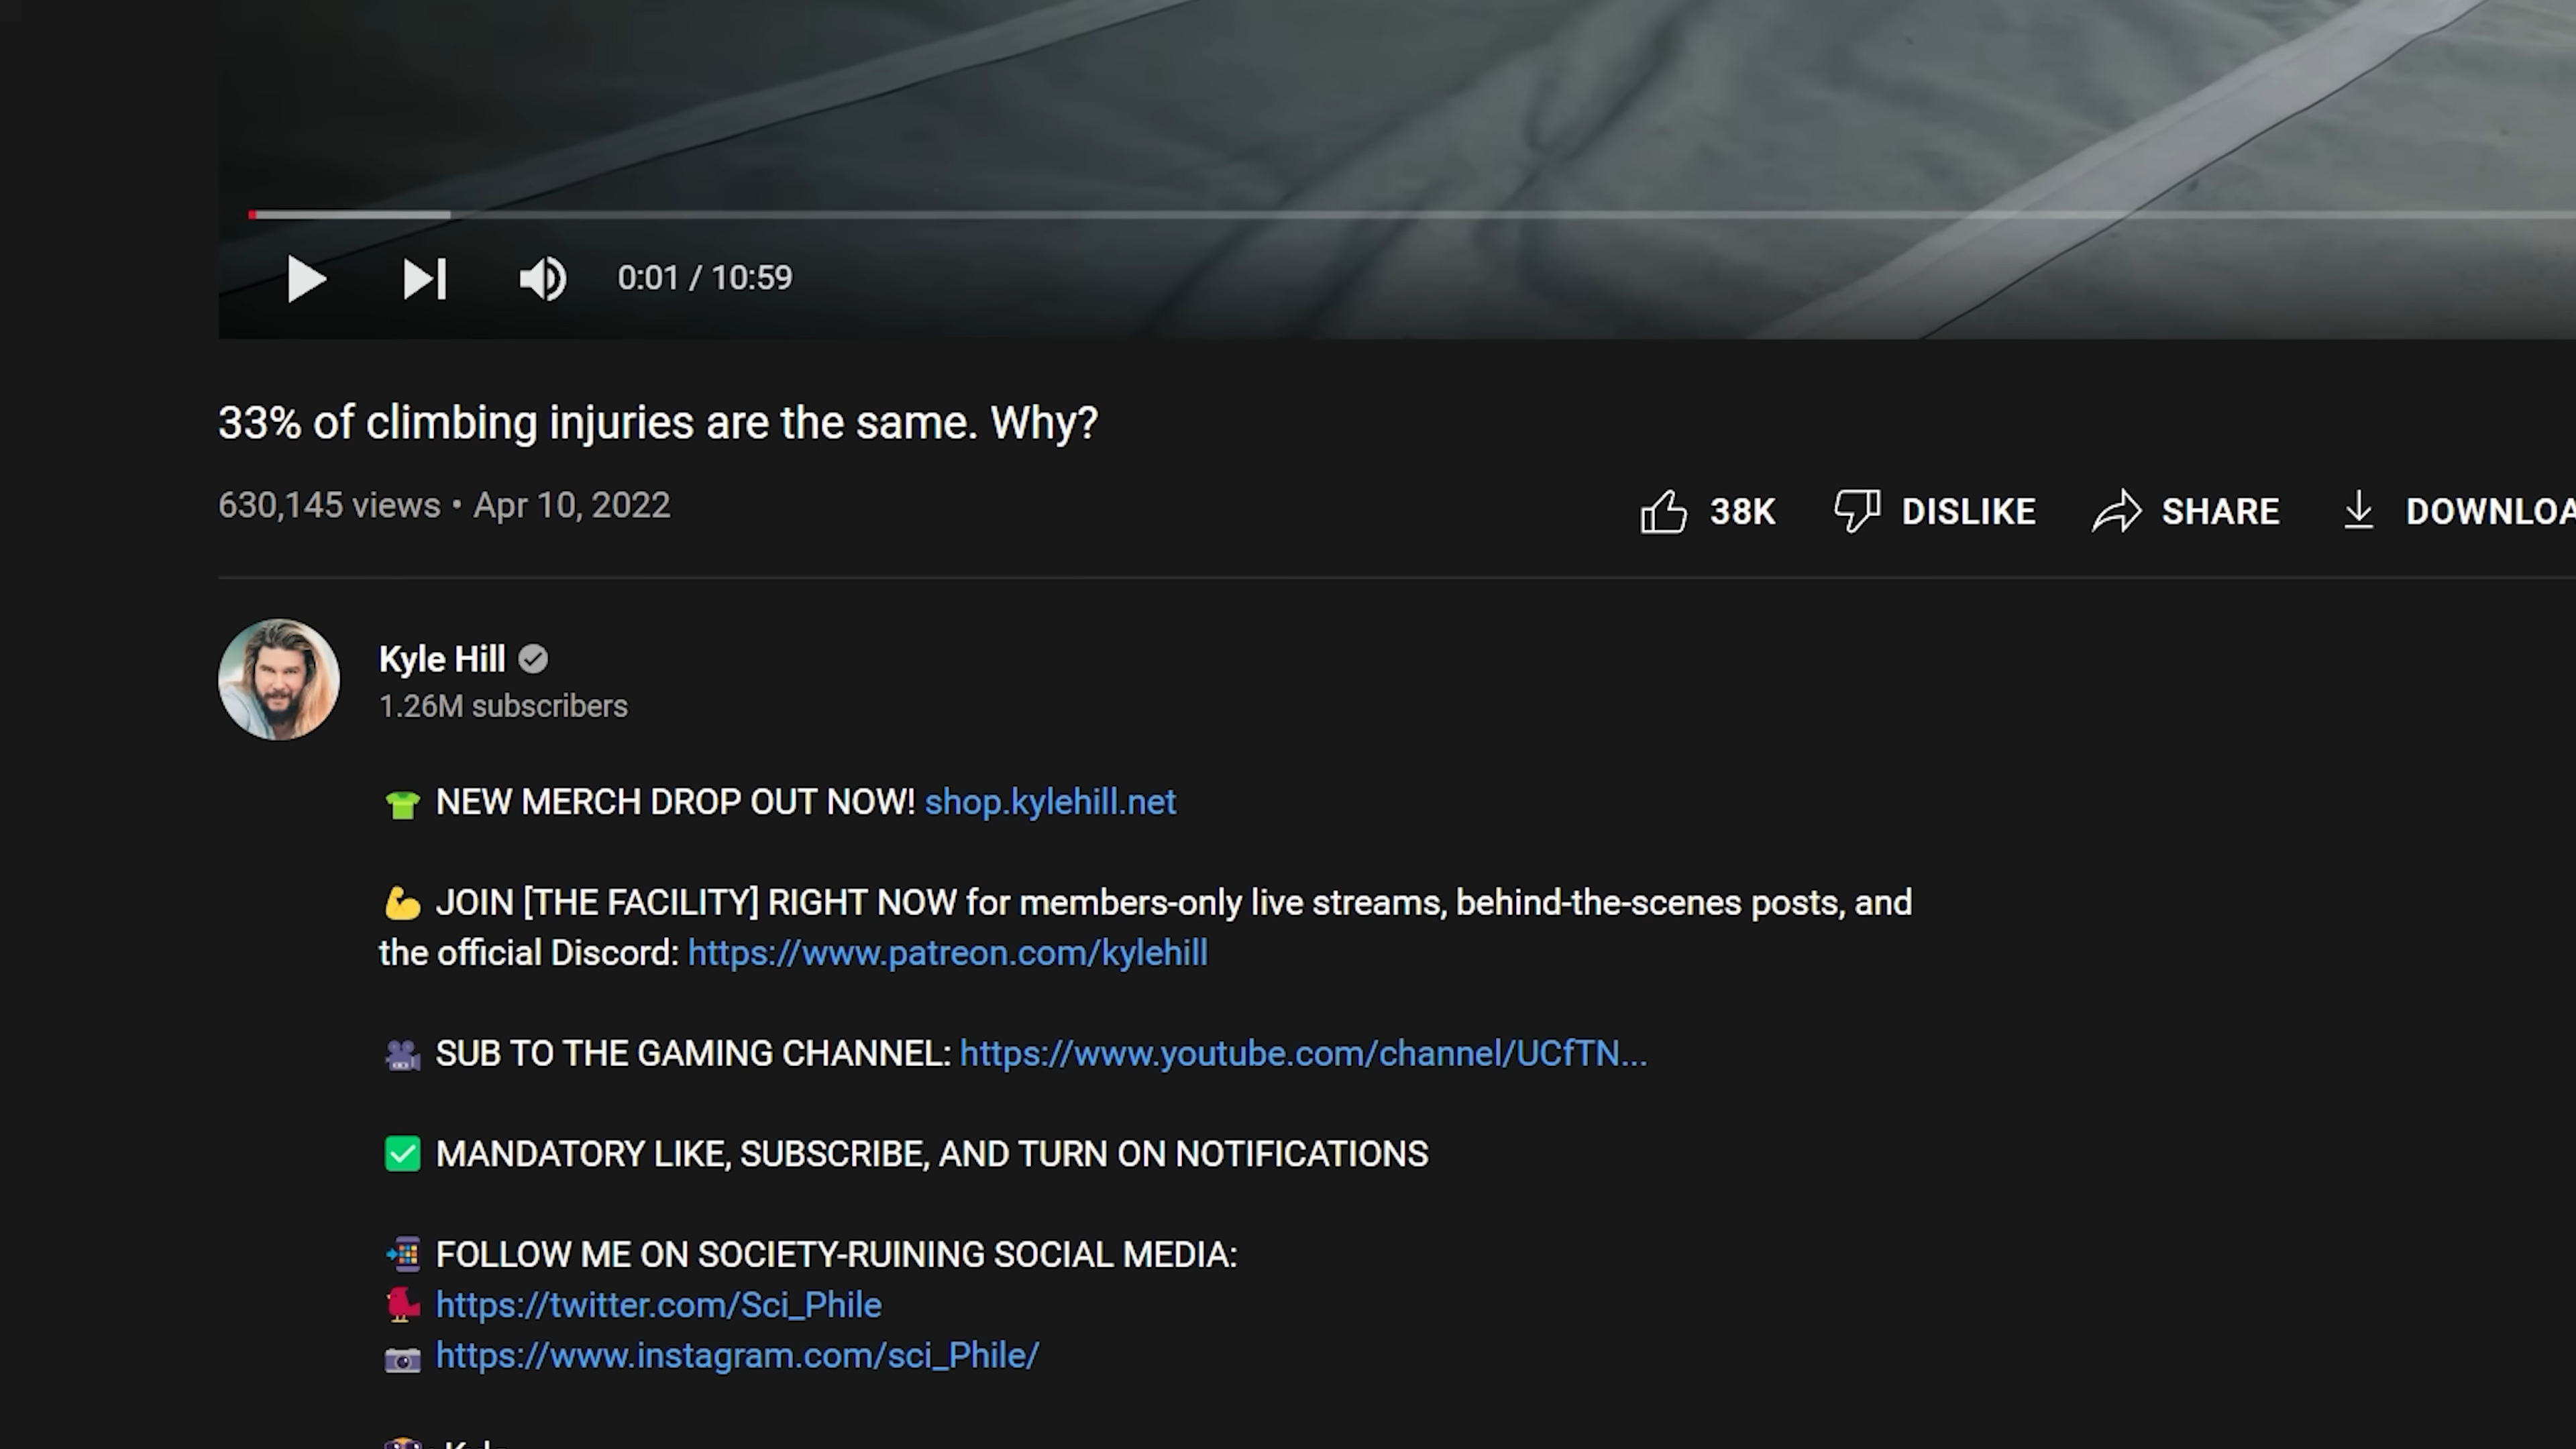 0:01 / 10:59
33% of climbing injuries are the same. Why?
630,145 views • Apr 10, 2022
38K DISLIKE SHARE DOWNLOA
Kyle Hill
1.26M subscribers
NEW MERCH DROP OUT NOW! shop.kylehill.net
JOIN [THE FACILITY] RIGHT NOW for members-only live streams, behind-the-scenes posts, and
the official Discord: https://www.patreon.com/kylehill
SUB TO THE GAMING CHANNEL: https://www.youtube.com/channel/UCfTN...
MANDATORY LIKE, SUBSCRIBE, AND TURN ON NOTIFICATIONS
FOLLOW ME ON SOCIETY-RUINING SOCIAL MEDIA:
https://twitter.com/Sci_Phile
https://www.instagram.com/sci_Phile/